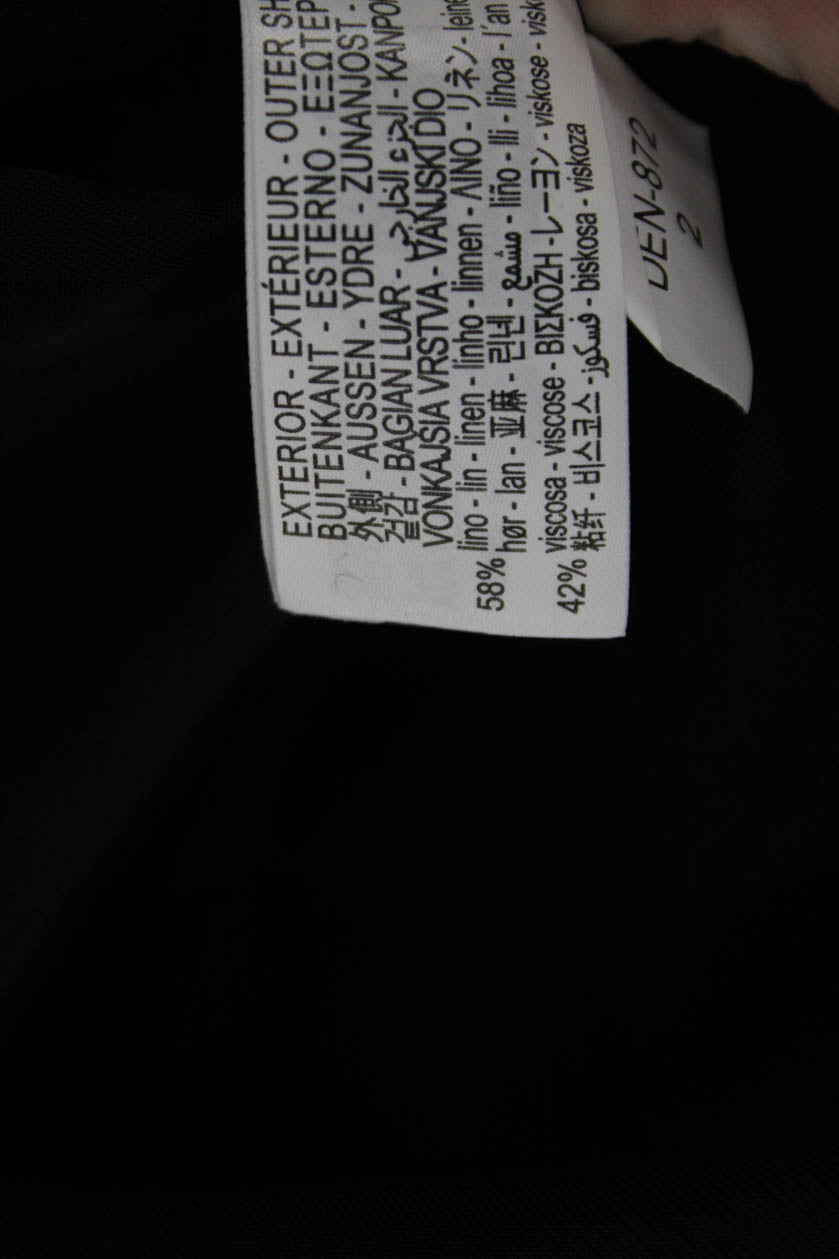 EXTERIOR - EXTÉRIEUR - OUTER SH
BUITENKANT - ESTERNO - ΕΞΩΤΕΡ
外側 - AUSSEN - YDRE - ZUNANJOST -
겉감 - BAGIAN LUAR - الجزء الخارجي - KANPO
VONKAJSIA VRSTVA - VANJSKI DIO
58% lino - lin - linen - linho - linnen - ΛΙΝΟ - リネン - leine
hør - lan - 亚麻 - 린넨 - مشمع - liño - lli - lihoa - l'an
42% viscosa - viscose - ΒΙΣΚΟΖΗ - レーヨン - viskose - visk
粘纤 - 비스코스 - فسكوز - biskosa - viskoza
DEN-872
2